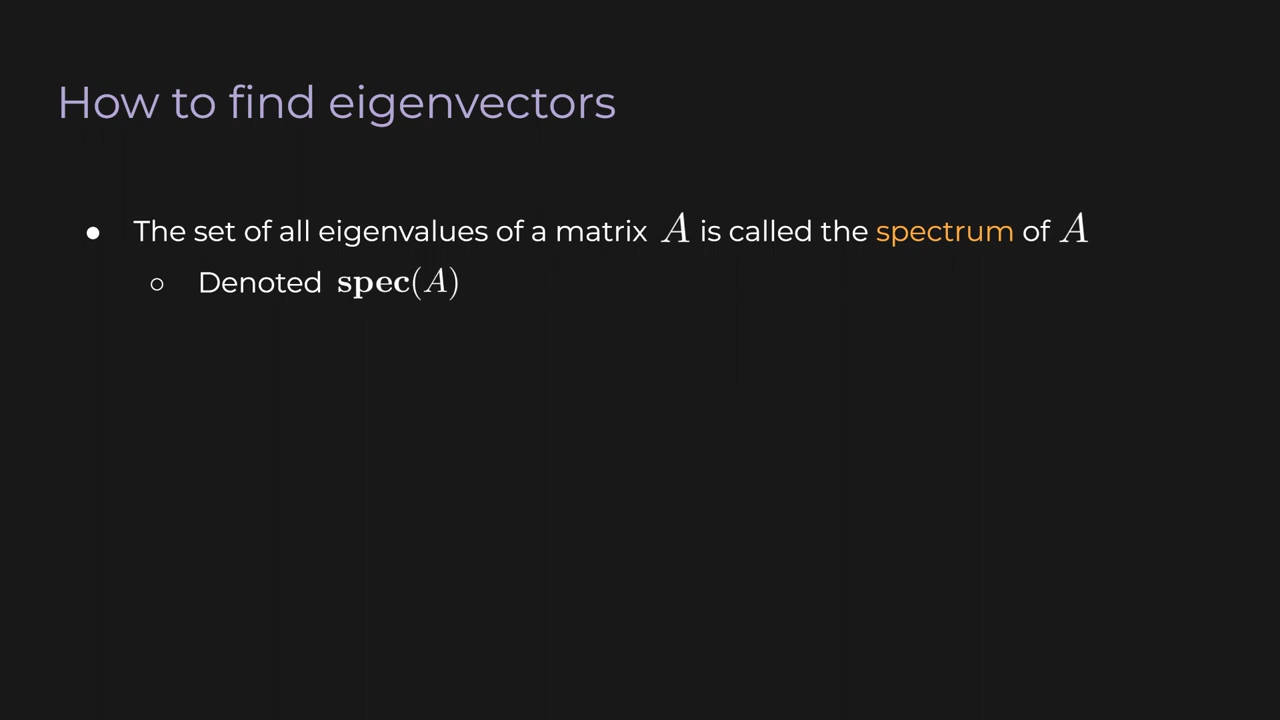 How to find eigenvectors
● The set of all eigenvalues of a matrix A is called the spectrum of A
○ Denoted spec(A)